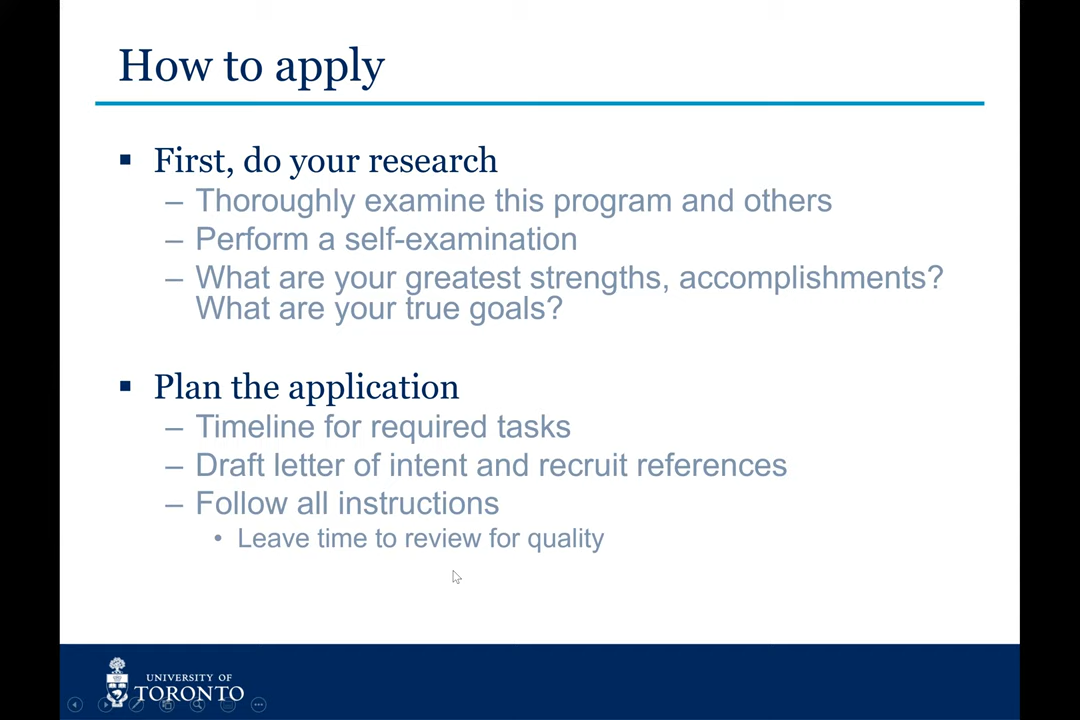 How to apply
▪ First, do your research
– Thoroughly examine this program and others
– Perform a self-examination
– What are your greatest strengths, accomplishments?
What are your true goals?
▪ Plan the application
– Timeline for required tasks
– Draft letter of intent and recruit references
– Follow all instructions
• Leave time to review for quality
UNIVERSITY OF
TORONTO